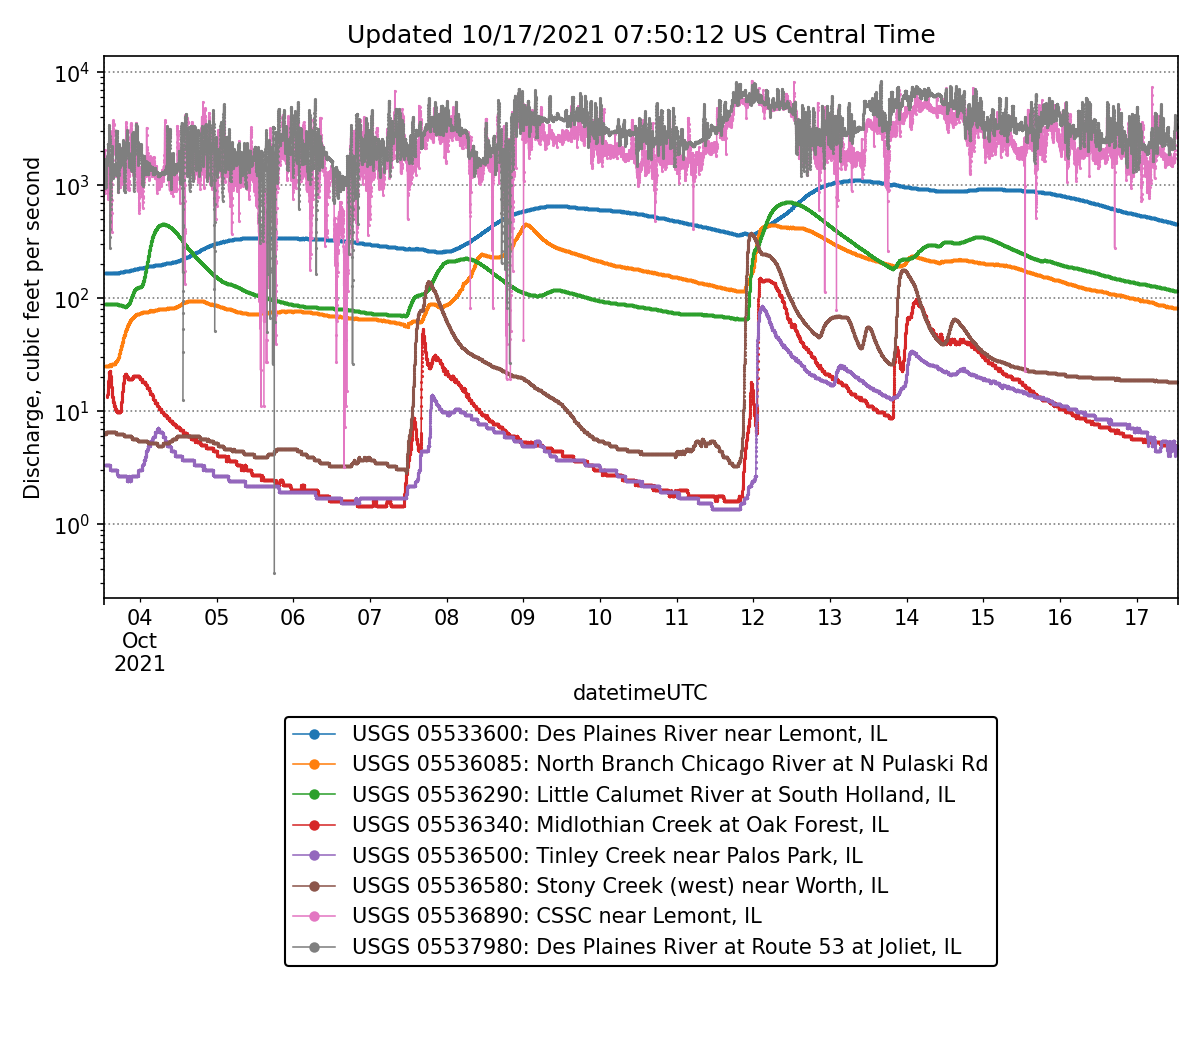 Updated 10/17/2021 07:50:12 US Central Time
Discharge, cubic feet per second
10⁴
10³
10²
10¹
10⁰
04 05 06 07 08 09 10 11 12 13 14 15 16 17
Oct
2021
datetimeUTC
USGS 05533600: Des Plaines River near Lemont, IL
USGS 05536085: North Branch Chicago River at N Pulaski Rd
USGS 05536290: Little Calumet River at South Holland, IL
USGS 05536340: Midlothian Creek at Oak Forest, IL
USGS 05536500: Tinley Creek near Palos Park, IL
USGS 05536580: Stony Creek (west) near Worth, IL
USGS 05536890: CSSC near Lemont, IL
USGS 05537980: Des Plaines River at Route 53 at Joliet, IL